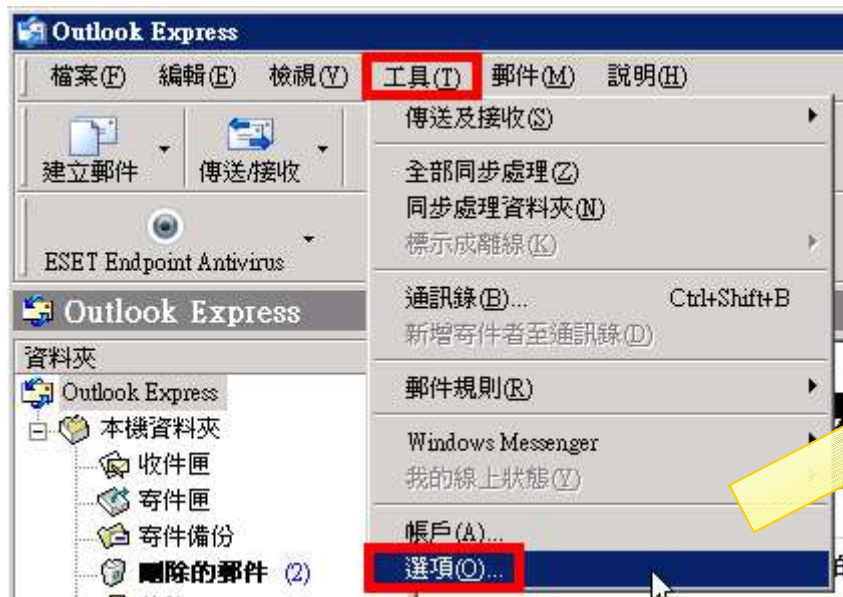 Outlook Express
檔案(F) 編輯(E) 檢視(V) 工具(T) 郵件(M) 說明(H)
建立郵件 傳送/接收
ESET Endpoint Antivirus
Outlook Express
資料夾
Outlook Express
本機資料夾
收件匣
寄件匣
寄件備份
刪除的郵件 (2)
傳送及接收(S)
全部同步處理(Z)
同步處理資料夾(N)
標示成離線(K)
通訊錄(B)... Ctrl+Shift+B
新增寄件者至通訊錄(D)
郵件規則(R)
Windows Messenger
我的線上狀態(Y)
帳戶(A)...
選項(O)...